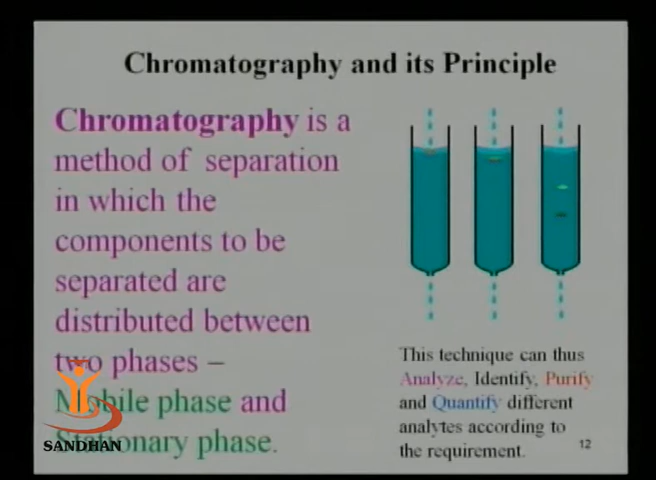 Chromatography and its Principle
Chromatography is a
method of separation
in which the
components to be
separated are
distributed between
two phases –
Mobile phase and
Stationary phase.
SANDHAN
This technique can thus
Analyze, Identify, Purify
and Quantify different
analytes according to
the requirement.
12